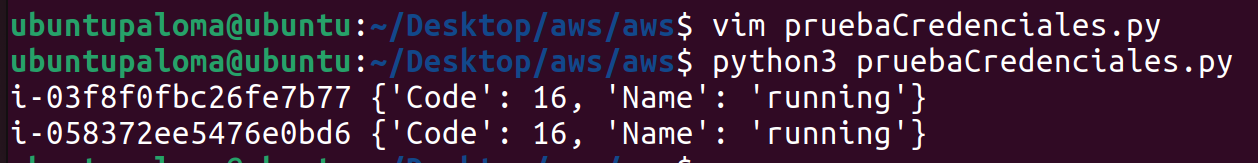 ubuntupaloma@ubuntu:~/Desktop/aws/aws$ vim pruebaCredenciales.py
ubuntupaloma@ubuntu:~/Desktop/aws/aws$ python3 pruebaCredenciales.py
i-03f8f0fbc26fe7b77 {'Code': 16, 'Name': 'running'}
i-058372ee5476e0bd6 {'Code': 16, 'Name': 'running'}